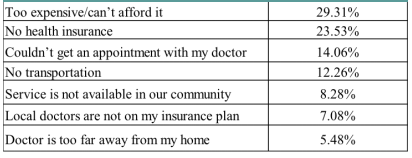 Too expensive/can't afford it 29.31%
No health insurance 23.53%
Couldn't get an appointment with my doctor 14.06%
No transportation 12.26%
Service is not available in our community 8.28%
Local doctors are not on my insurance plan 7.08%
Doctor is too far away from my home 5.48%